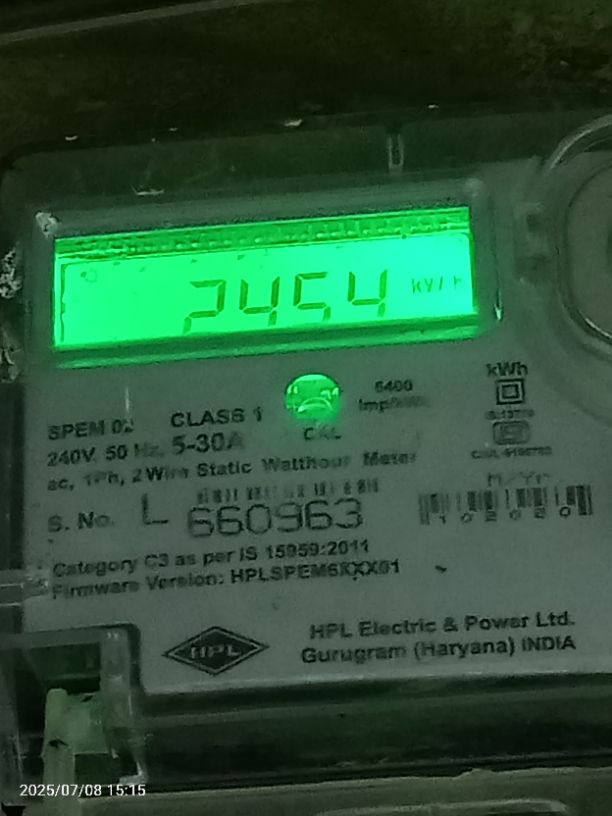 2454 kWh
kWh
6400
imp/kWh
SPEM 02 CLASS 1
CAL
240V. 50 Hz. 5-30A
ac, 1Ph, 2 Wire Static Watthour Meter
M/Yr
S. No. L 660963
102020
Category C3 as per IS 15959:2011
Firmware Version: HPLSPEM6XXX01
HPL
HPL Electric & Power Ltd.
Gurugram (Haryana) INDIA
2025/07/08 15:15